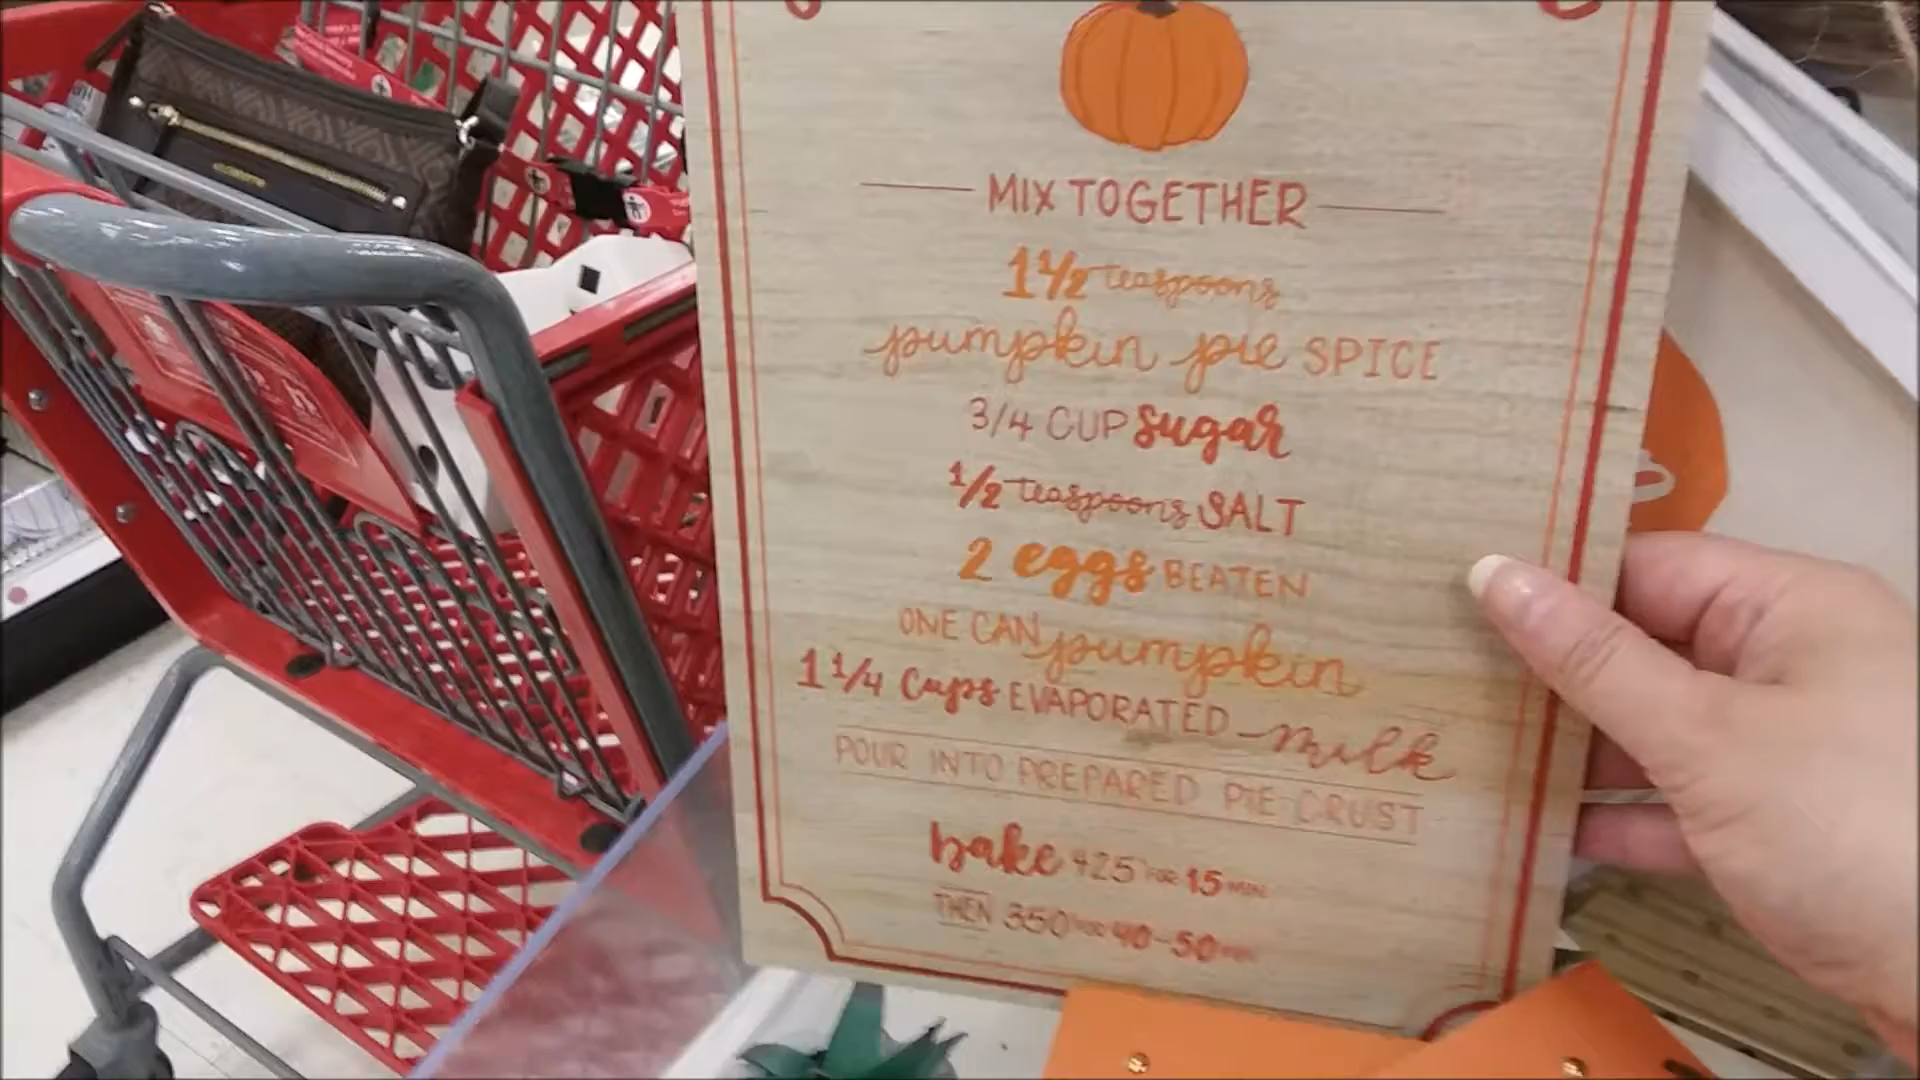 MIX TOGETHER
1 1/2 teaspoons
pumpkin pie SPICE
3/4 CUP sugar
1/2 teaspoons SALT
2 eggs BEATEN
ONE CAN pumpkin
1 1/4 Cups EVAPORATED milk
POUR INTO PREPARED PIE CRUST
bake 425° FOR 15 MIN
THEN 350° FOR 40-50 MIN